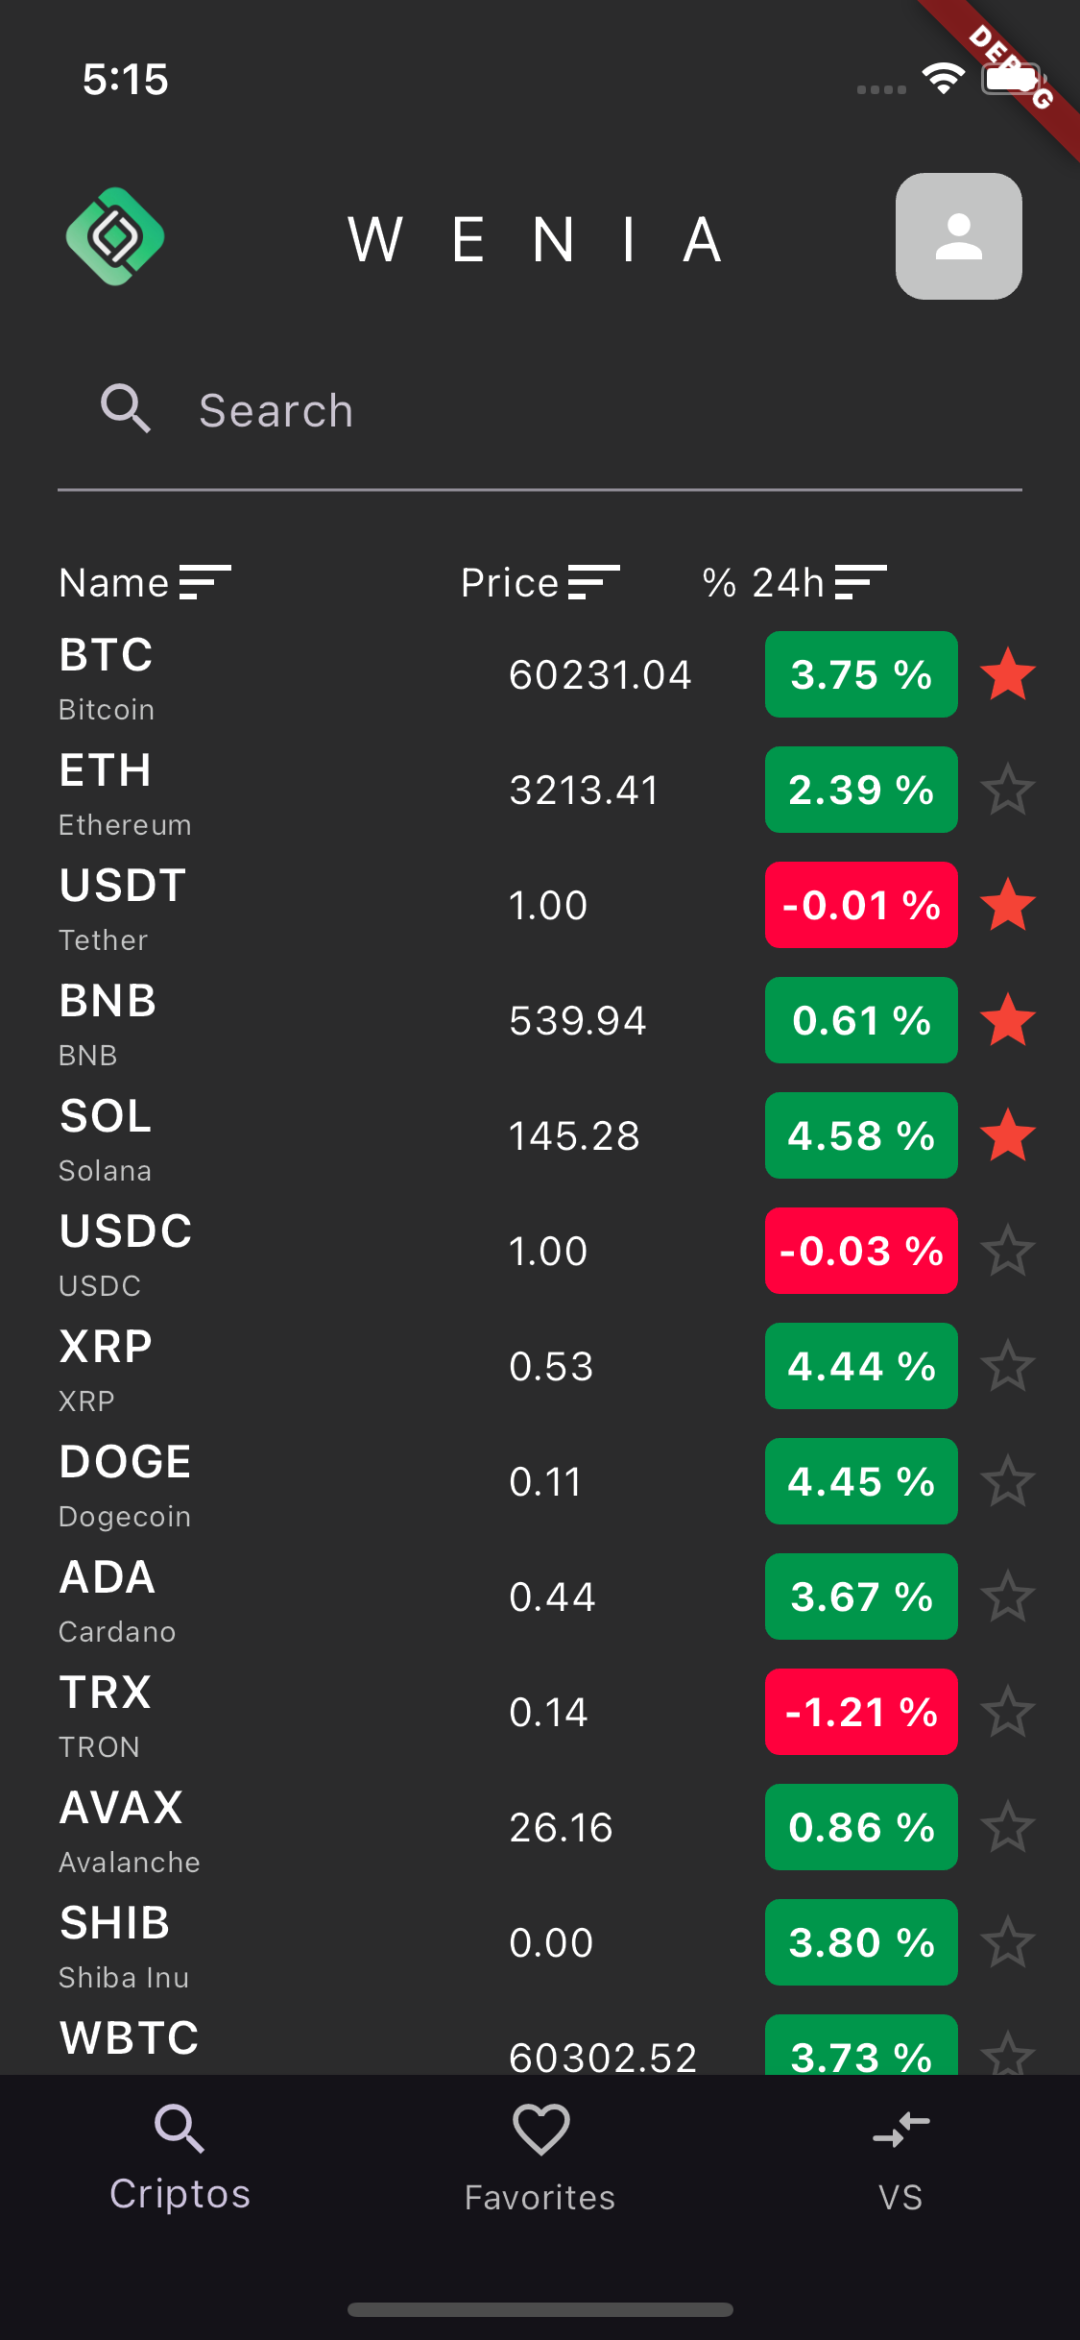 5:15
DEBUG
WENIA
Search
Name Price % 24h
BTC
Bitcoin
60231.04 3.75 %
ETH
Ethereum
3213.41 2.39 %
USDT
Tether
1.00 -0.01 %
BNB
BNB
539.94 0.61 %
SOL
Solana
145.28 4.58 %
USDC
USDC
1.00 -0.03 %
XRP
XRP
0.53 4.44 %
DOGE
Dogecoin
0.11 4.45 %
ADA
Cardano
0.44 3.67 %
TRX
TRON
0.14 -1.21 %
AVAX
Avalanche
26.16 0.86 %
SHIB
Shiba Inu
0.00 3.80 %
WBTC
60302.52 3.73 %
Criptos Favorites VS